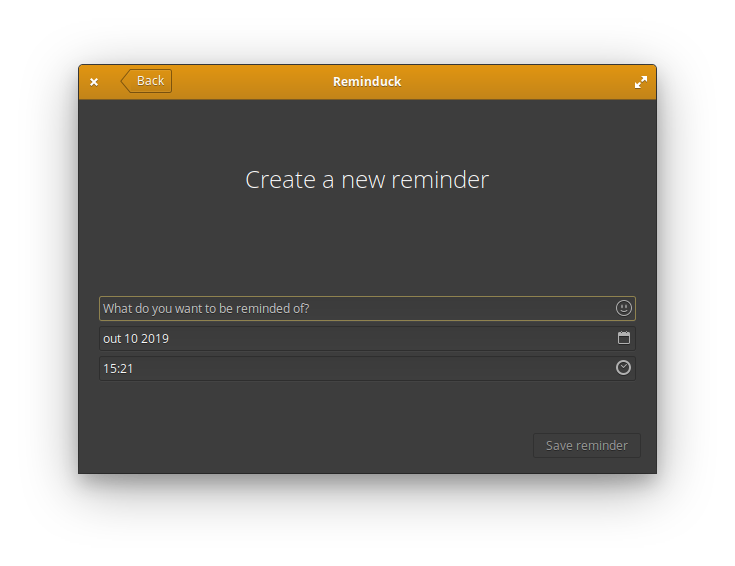 Back
Reminduck
Create a new reminder
What do you want to be reminded of?
out 10 2019
15:21
Save reminder